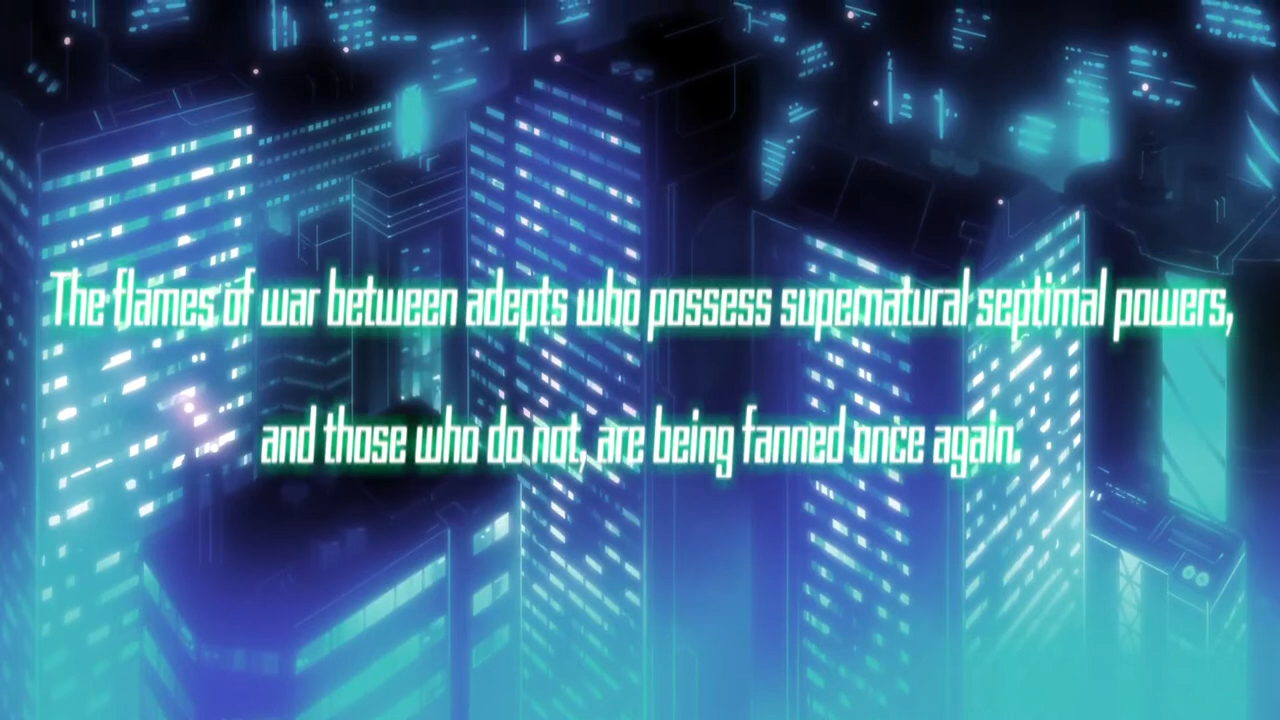 The flames of war between adepts who possess supernatural septimal powers,
and those who do not, are being fanned once again.